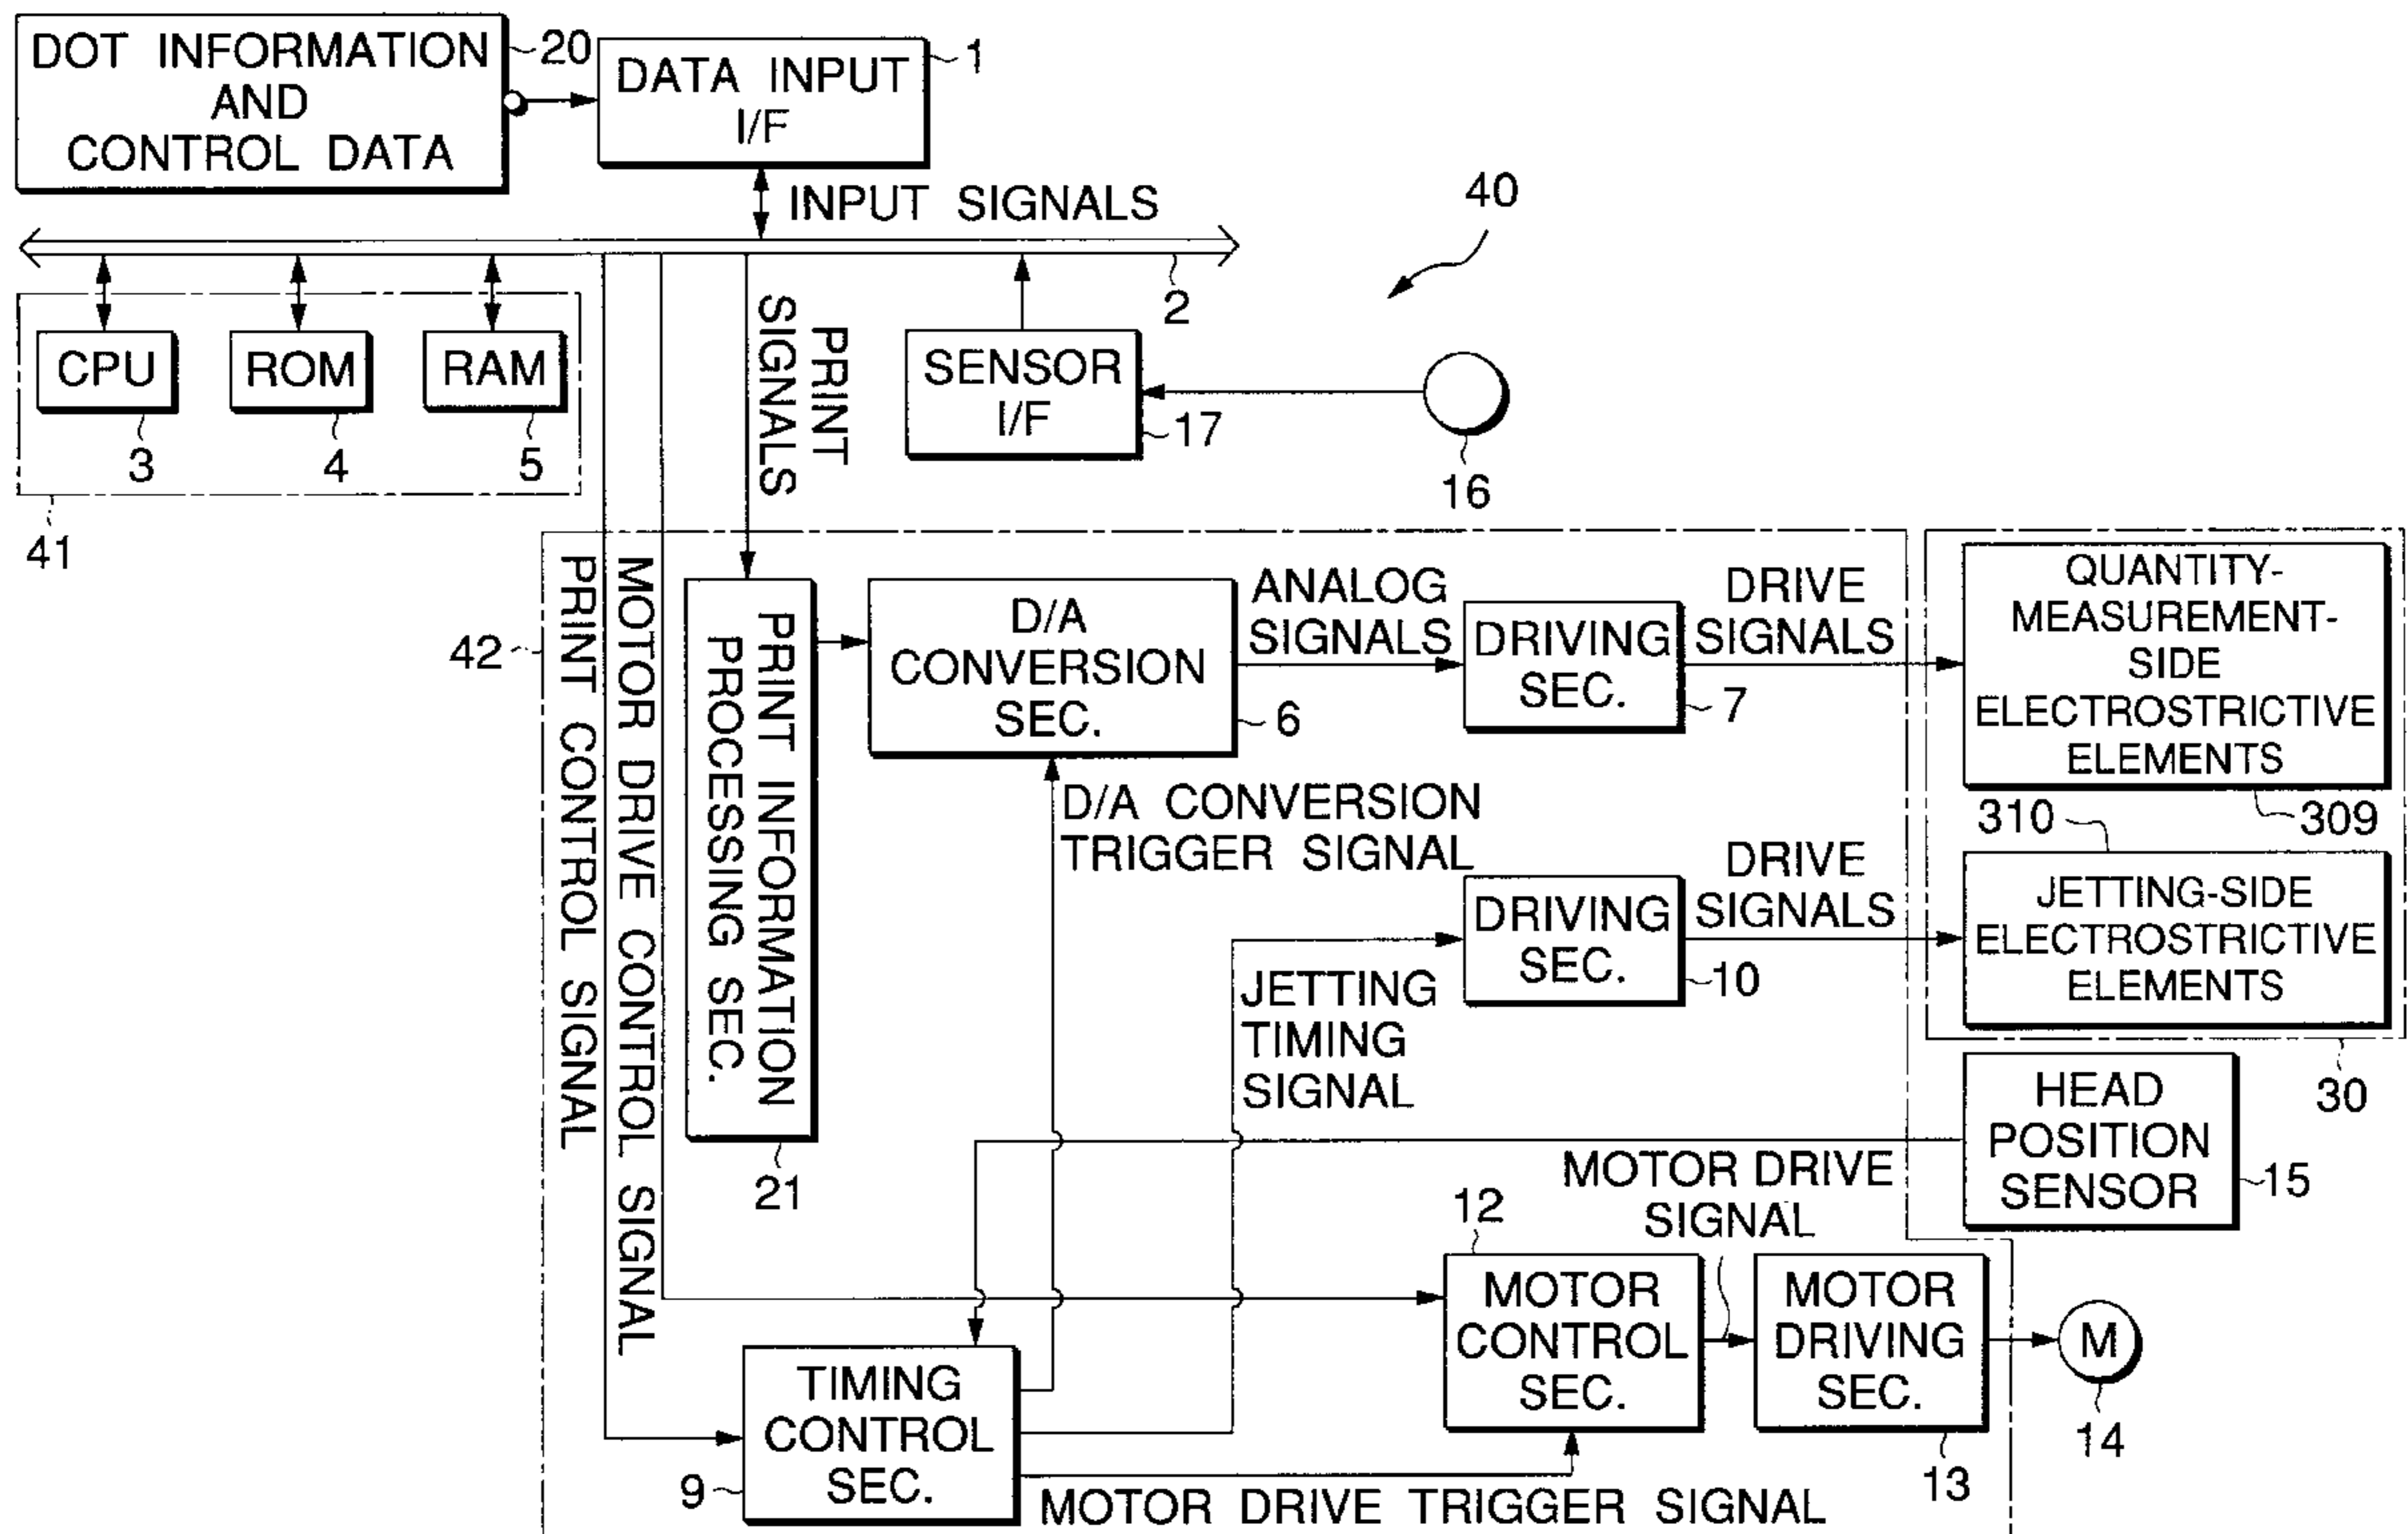 DOT INFORMATION
AND
CONTROL DATA
20
DATA INPUT
I/F
1
INPUT SIGNALS
40
2
CPU
3
ROM
4
RAM
5
41
PRINT
SIGNALS
SENSOR
I/F
17
16
42
PRINT CONTROL SIGNAL
MOTOR DRIVE CONTROL SIGNAL
PRINT INFORMATION
PROCESSING SEC.
21
D/A
CONVERSION
SEC.
6
ANALOG
SIGNALS
DRIVING
SEC.
7
DRIVE
SIGNALS
QUANTITY-
MEASUREMENT-
SIDE
ELECTROSTRICTIVE
ELEMENTS
309
D/A CONVERSION
TRIGGER SIGNAL
310
DRIVING
SEC.
10
DRIVE
SIGNALS
JETTING-SIDE
ELECTROSTRICTIVE
ELEMENTS
30
JETTING
TIMING
SIGNAL
HEAD
POSITION
SENSOR
15
MOTOR DRIVE
SIGNAL
12
MOTOR
CONTROL
SEC.
MOTOR
DRIVING
SEC.
13
M
14
TIMING
CONTROL
SEC.
9
MOTOR DRIVE TRIGGER SIGNAL